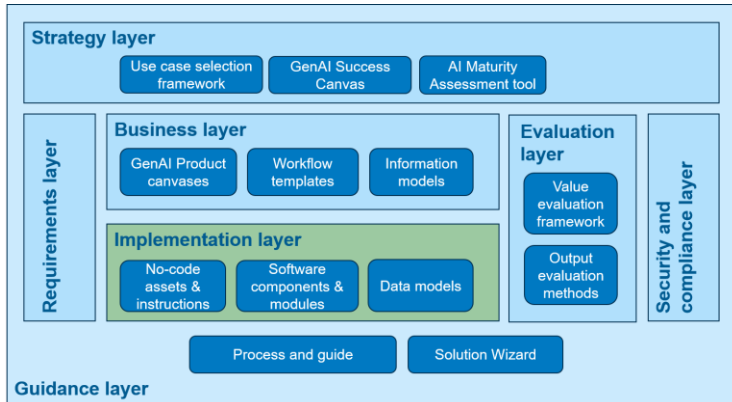 Strategy layer
Use case selection
framework
GenAI Success
Canvas
AI Maturity
Assessment tool
Requirements layer
Business layer
GenAI Product
canvases
Workflow
templates
Information
models
Implementation layer
No-code
assets &
instructions
Software
components &
modules
Data models
Evaluation
layer
Value
evaluation
framework
Output
evaluation
methods
Security and
compliance layer
Process and guide
Solution Wizard
Guidance layer